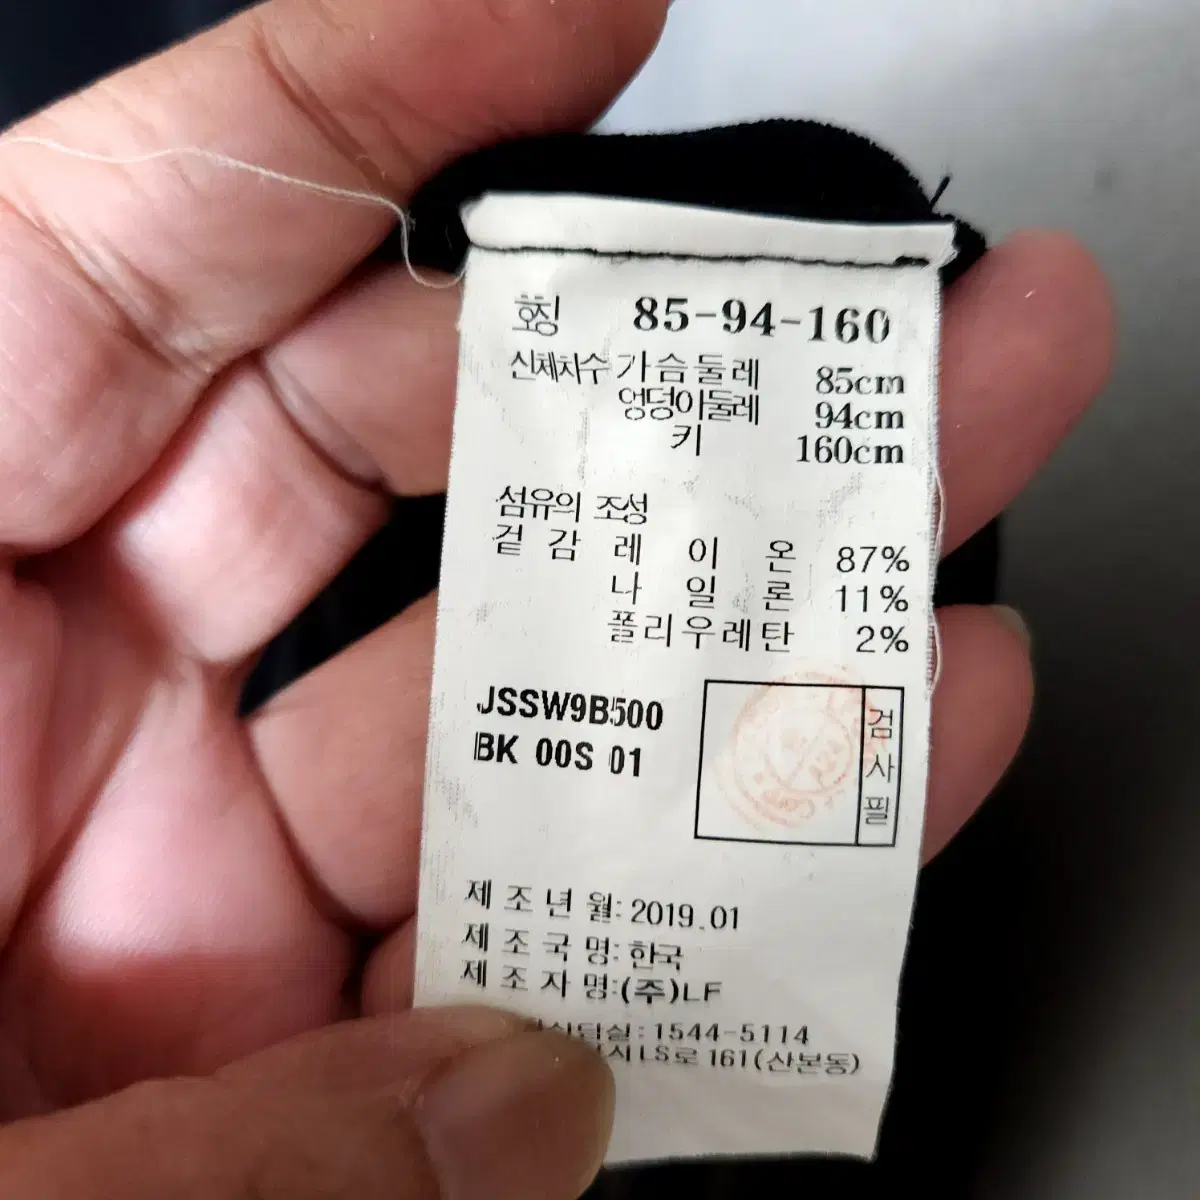 호칭 85-94-160
신체치수 가슴둘레 85cm
엉덩이둘레 94cm
키 160cm
섬유의 조성
겉감 레이온 87%
나일론 11%
폴리우레탄 2%
JSSW9B500
BK 00S 01
검사필
제조년월: 2019.01
제조국명: 한국
제조자명:(주)LF
상담실: 1544-5114
시 LS로 161(산본동)